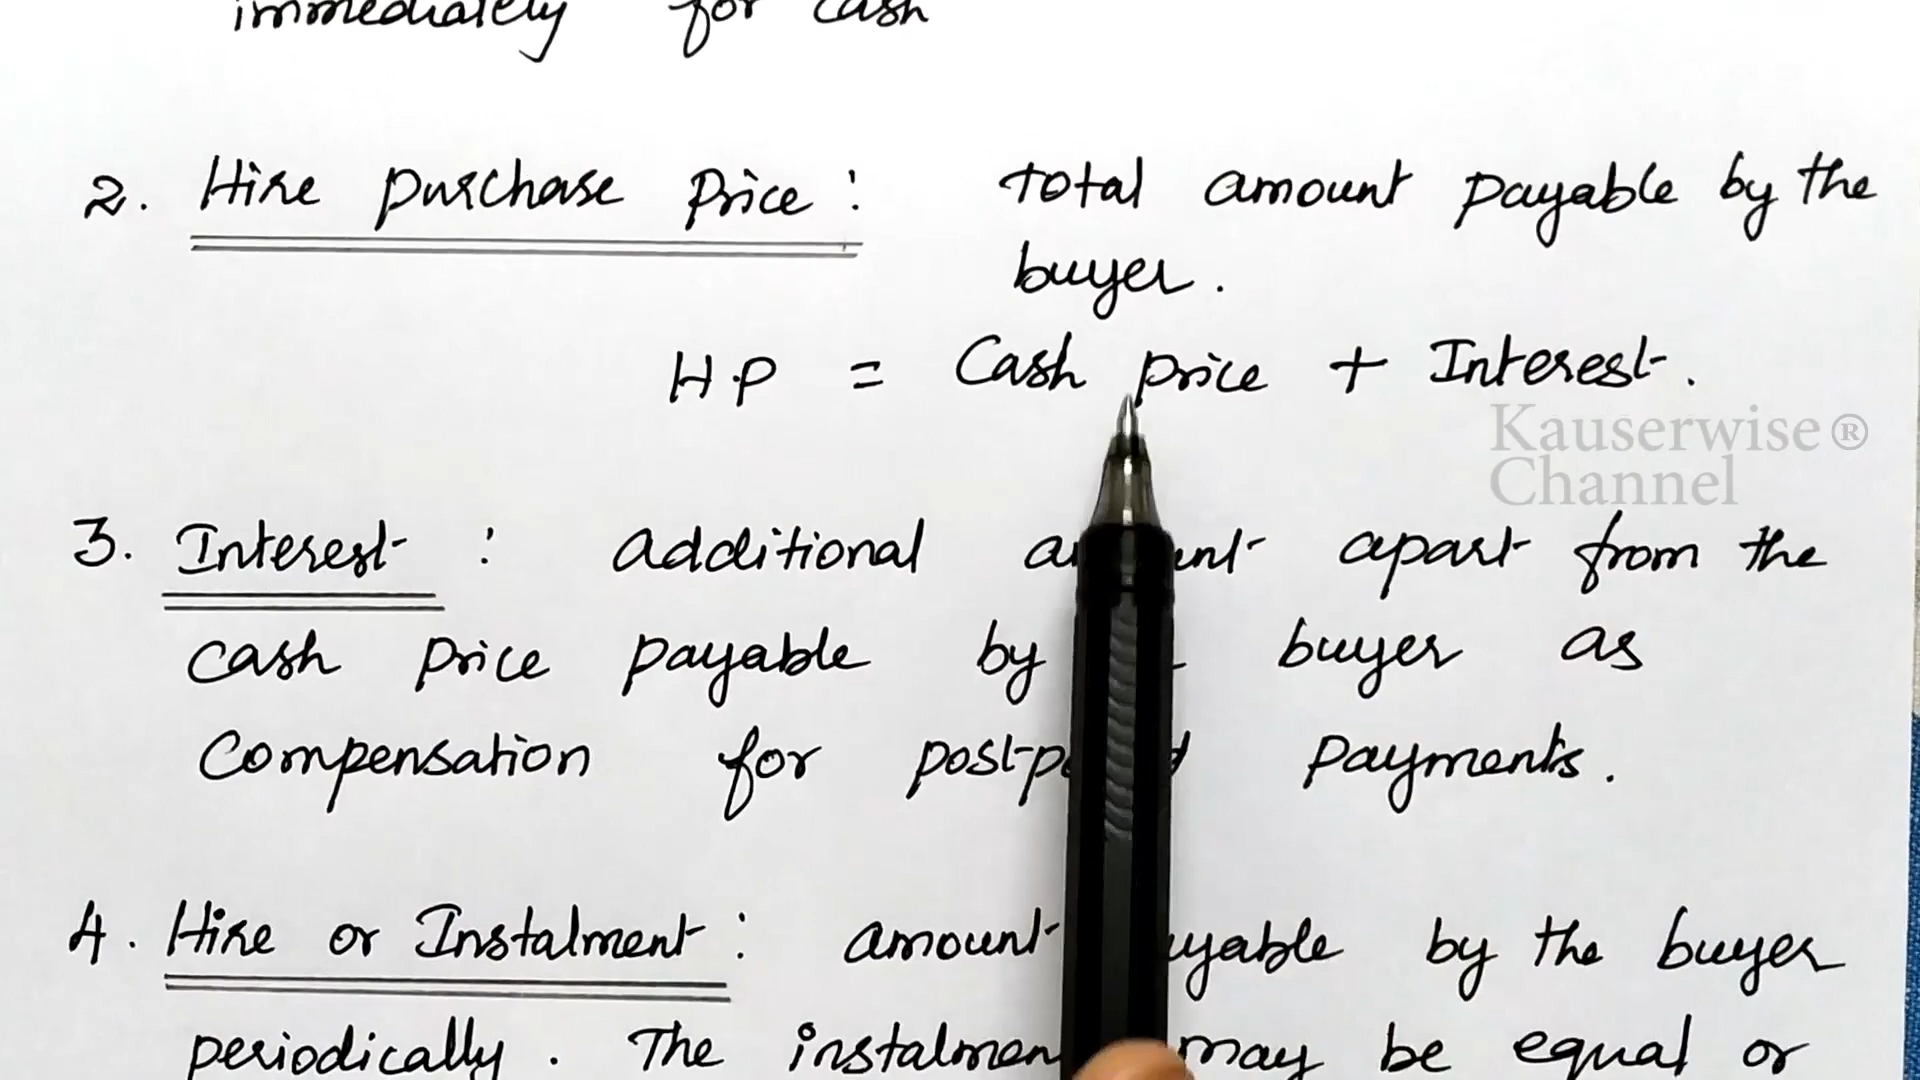 immediately for cash
2. Hire purchase price: Total amount payable by the
buyer.
H.P = Cash price + Interest.
Kauserwise®
Channel
3. Interest: additional apart from the
cash price payable by buyer as
Compensation for payments.
4. Hire or Instalment: amount by the buyer
periodically. The may be equal or